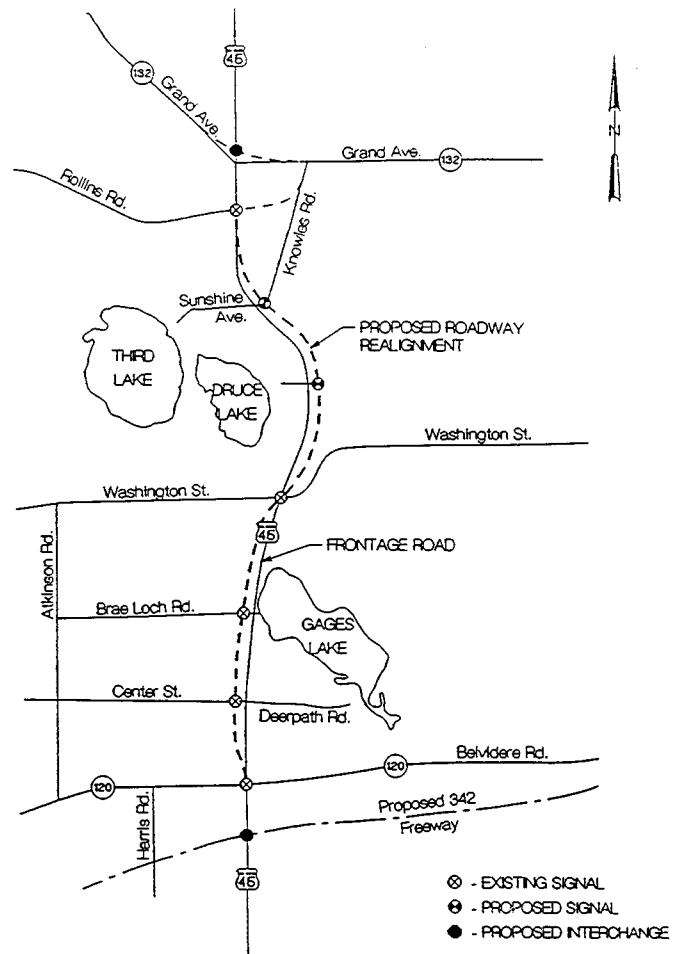 45
132
Grand Ave.
N
Grand Ave.
132
Rollins Rd.
Knowles Rd.
Sunshine
Ave.
PROPOSED ROADWAY
REALIGNMENT
THIRD
LAKE
DRUCE
LAKE
Washington St.
Washington St.
45
FRONTAGE ROAD
Atkinson Rd.
Brae Loch Rd.
GAGES
LAKE
Center St.
Deerpath Rd.
Belvidere Rd.
120
120
Harris Rd.
Proposed 342
Freeway
45
- EXISTING SIGNAL
- PROPOSED SIGNAL
- PROPOSED INTERCHANGE